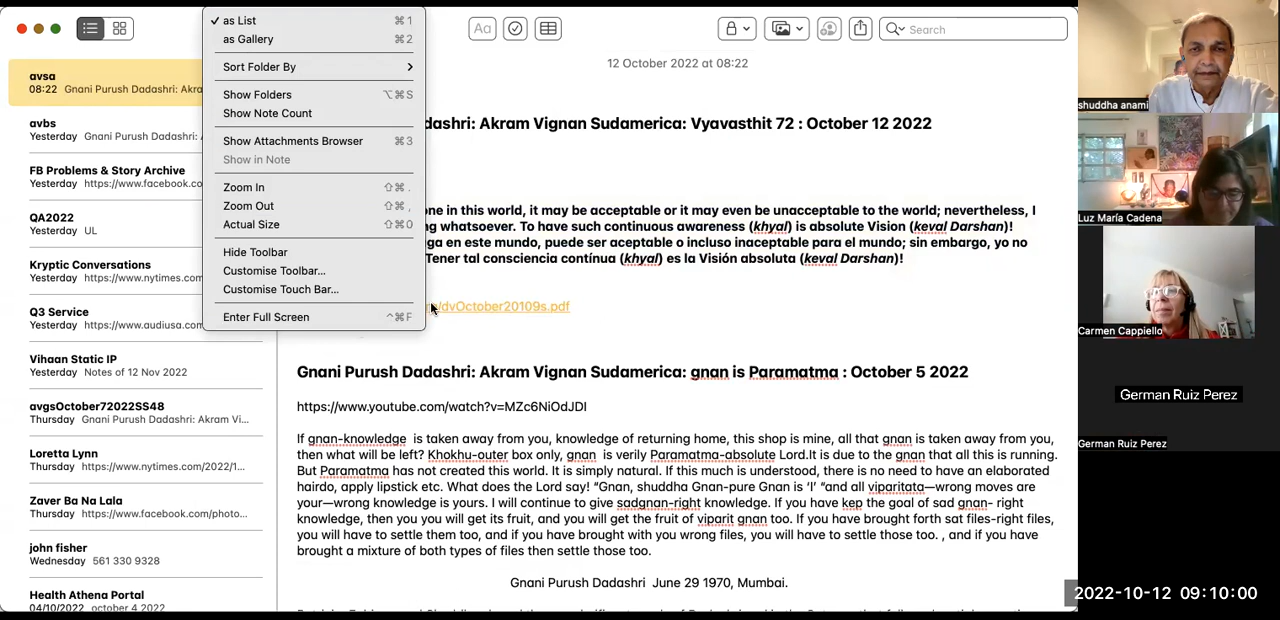 avsa
08:22 Gnani Purush Dadashri: Akra
avbs
Yesterday Gnani Purush Dadashri:
FB Problems & Story Archive
Yesterday https://www.facebook.co
QA2022
Yesterday UL
Kryptic Conversations
Yesterday https://www.nytimes.com
Q3 Service
Yesterday https://www.audiusa.com
Vihaan Static IP
Yesterday Notes of 12 Nov 2022
avgsOctober72022SS48
Thursday Gnani Purush Dadashri: Akram Vi...
Loretta Lynn
Thursday https://www.nytimes.com/2022/1...
Zaver Ba Na Lala
Thursday https://www.facebook.com/photo...
john fisher
Wednesday 561 330 9328
Health Athena Portal
04/10/2022 october 4 2022
✓ as List ⌘1
as Gallery ⌘2
Sort Folder By >
Show Folders ⌥⌘S
Show Note Count
Show Attachments Browser ⌘3
Show in Note
Zoom In ⇧⌘.
Zoom Out ⇧⌘,
Actual Size ⇧⌘0
Hide Toolbar
Customise Toolbar...
Customise Touch Bar...
Enter Full Screen ^⌘F
Aa
Search
12 October 2022 at 08:22
dashri: Akram Vignan Sudamerica: Vyavasthit 72 : October 12 2022
one in this world, it may be acceptable or it may even be unacceptable to the world; nevertheless, I
ng whatsoever. To have such continuous awareness (khyal) is absolute Vision (keval Darshan)!
ga en este mundo, puede ser aceptable o incluso inaceptable para el mundo; sin embargo, yo no
Tener tal consciencia contínua (khyal) es la Visión absoluta (keval Darshan)!
/dvOctober20109s.pdf
Gnani Purush Dadashri: Akram Vignan Sudamerica: gnan is Paramatma : October 5 2022
https://www.youtube.com/watch?v=MZc6NiOdJDI
If gnan-knowledge is taken away from you, knowledge of returning home, this shop is mine, all that gnan is taken away from you,
then what will be left? Khokhu-outer box only, gnan is verily Paramatma-absolute Lord.It is due to the gnan that all this is running.
But Paramatma has not created this world. It is simply natural. If this much is understood, there is no need to have an elaborated
hairdo, apply lipstick etc. What does the Lord say! “Gnan, shuddha Gnan-pure Gnan is ‘I’ “and all viparitata—wrong moves are
your—wrong knowledge is yours. I will continue to give sadgnan-right knowledge. If you have kep the goal of sad gnan- right
knowledge, then you you will get its fruit, and you will get the fruit of viparit gnan too. If you have brought forth sat files-right files,
you will have to settle them too, and if you have brought with you wrong files, you will have to settle those too. , and if you have
brought a mixture of both types of files then settle those too.
Gnani Purush Dadashri June 29 1970, Mumbai.
shuddha anami
Luz María Cadena
Carmen Cappiello
German Ruiz Perez
German Ruiz Perez
2022-10-12 09:10:00